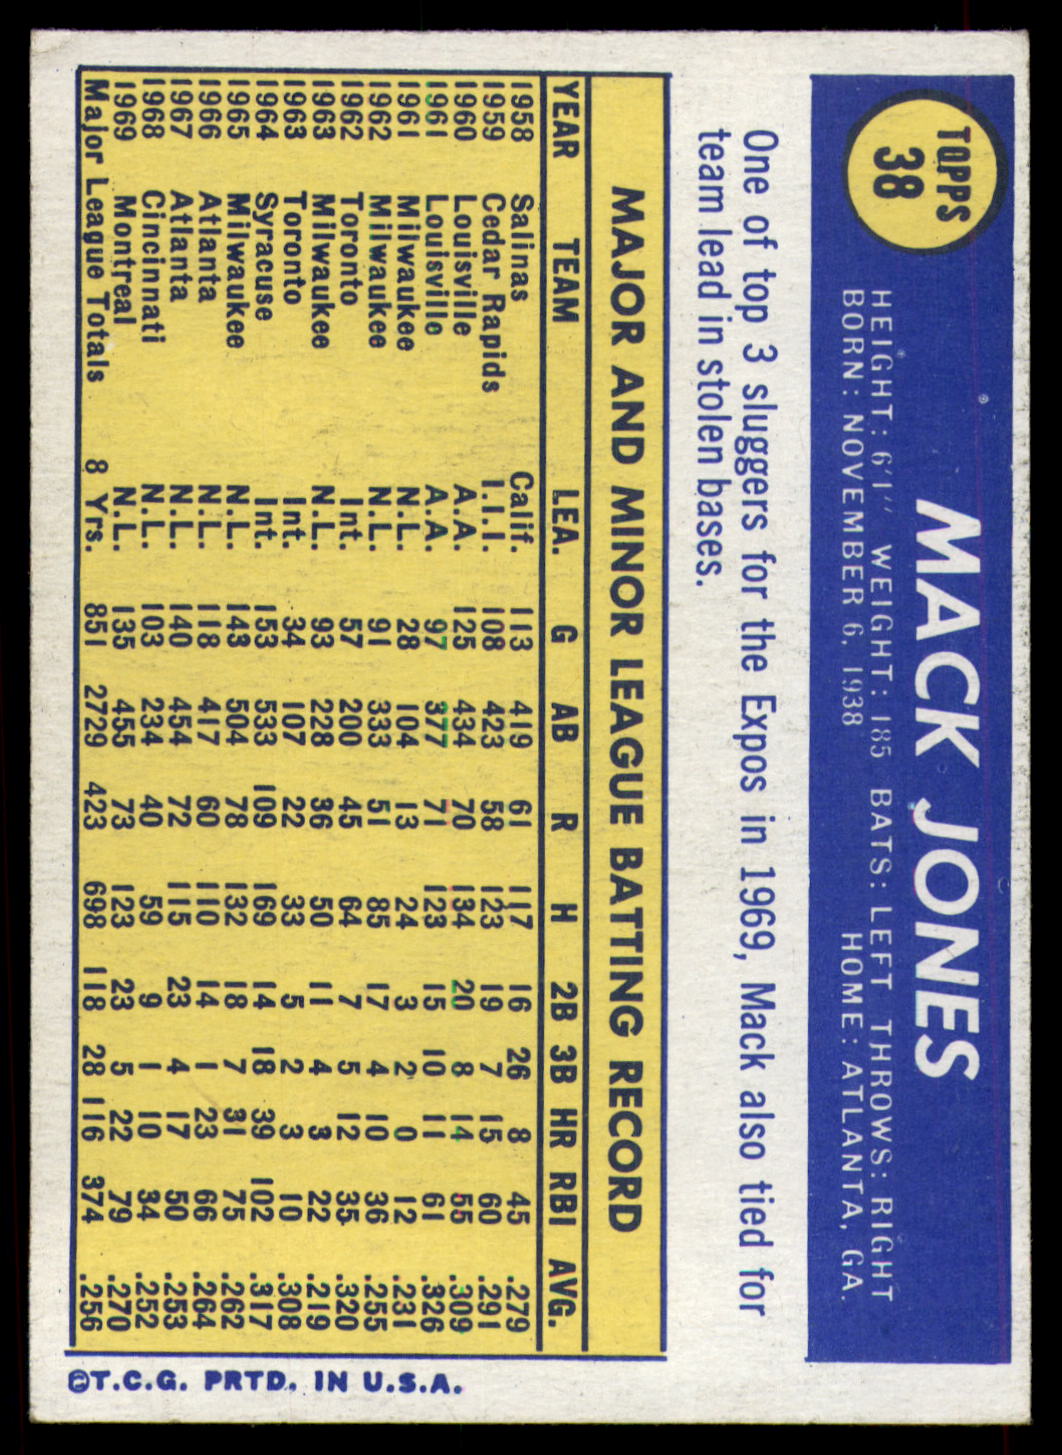 TOPPS
38
MACK JONES
HEIGHT: 6'1" WEIGHT: 185 BATS: LEFT THROWS: RIGHT
BORN: NOVEMBER 6, 1938 HOME: ATLANTA, GA.
One of top 3 sluggers for the Expos in 1969, Mack also tied for
team lead in stolen bases.
MAJOR AND MINOR LEAGUE BATTING RECORD
YEAR TEAM LEA. G AB R H 2B 3B HR RBI AVG.
1958 Salinas Calif. 113 419 61 117 16 26 8 45 .279
1959 Cedar Rapids I.I.I. 108 423 58 123 19 7 15 60 .291
1960 Louisville A.A. 125 434 70 134 20 8 14 55 .309
1961 Louisville A.A. 97 377 71 123 15 10 11 61 .326
1961 Milwaukee N.L. 28 104 13 24 3 2 0 12 .231
1962 Milwaukee N.L. 91 333 51 85 17 4 10 36 .255
1962 Toronto Int. 57 200 45 64 7 5 12 35 .320
1963 Milwaukee N.L. 93 228 36 50 11 4 3 22 .219
1963 Toronto Int. 34 107 22 33 5 2 3 10 .308
1964 Syracuse Int. 153 533 109 169 14 18 39 102 .317
1965 Milwaukee N.L. 143 504 78 132 18 7 31 75 .262
1966 Atlanta N.L. 118 417 60 110 14 1 23 66 .264
1967 Atlanta N.L. 140 454 72 115 23 4 17 50 .253
1968 Cincinnati N.L. 103 234 40 59 9 1 10 34 .252
1969 Montreal N.L. 135 455 73 123 23 5 22 79 .270
Major League Totals 8 Yrs. 851 2729 423 698 118 28 116 374 .256
©T.C.G. PRTD. IN U.S.A.